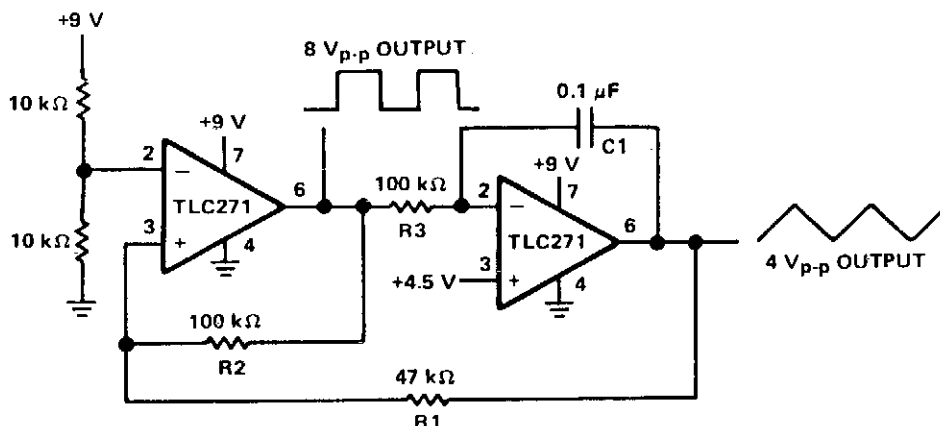 +9 V
8 Vp-p OUTPUT
10 kΩ
0.1 μF
C1
+9 V
2
7
−
TLC271
6
3
+
4
100 kΩ
R3
+9 V
2
7
−
TLC271
6
+4.5 V
3
+
4
10 kΩ
4 Vp-p OUTPUT
100 kΩ
R2
47 kΩ
R1